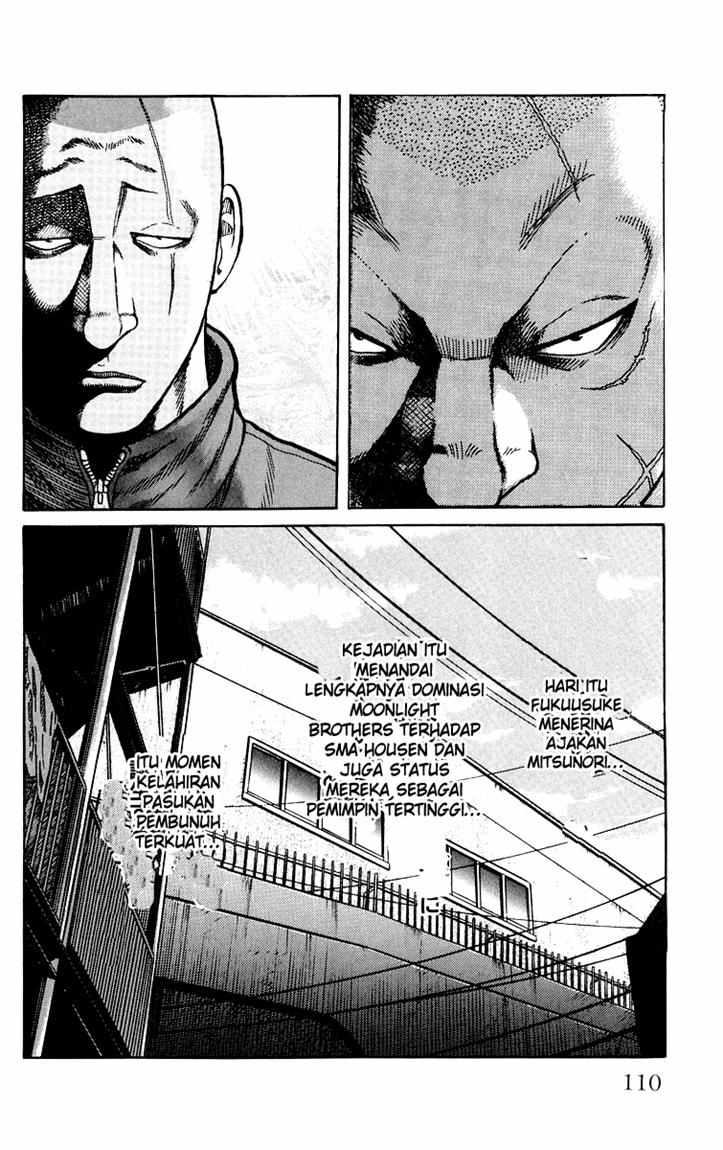 HARI ITU
FUKUUSUKE
MENERINA
AJAKAN
MITSUNORI...
KEJADIAN ITU
MENANDAI
LENGKAPNYA DOMINASI
MOONLIGHT
BROTHERS TERHADAP
SMA HOUSEN DAN
JUGA STATUS
MEREKA SEBAGAI
PEMIMPIN TERTINGGI...
ITU MOMEN
KELAHIRAN
PASUKAN
PEMBUNUH
TERKUAT...
110